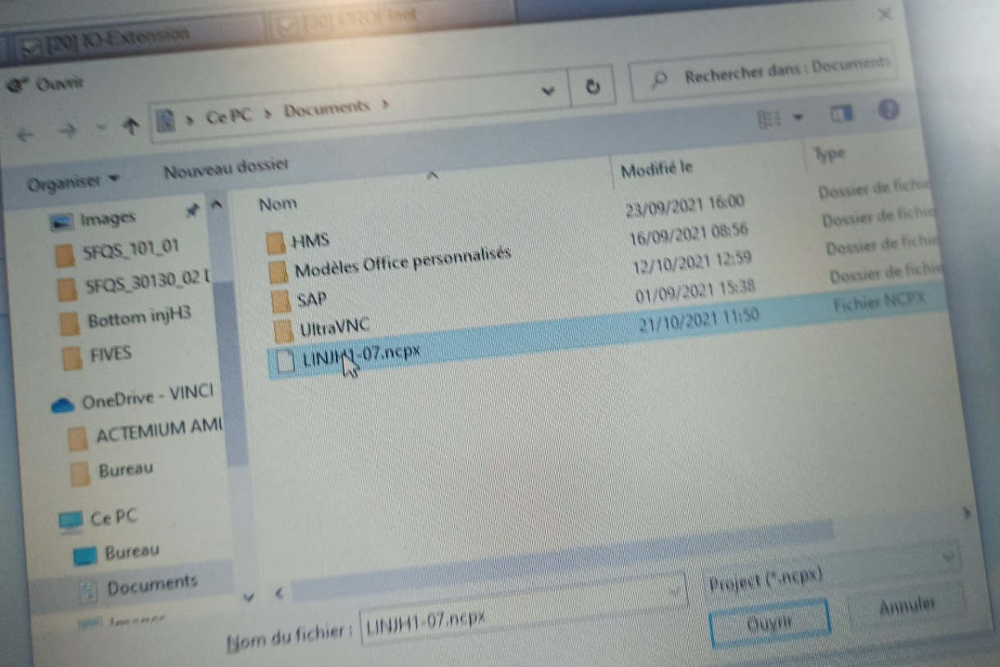 [20] IO-Extension [20] PROFinet
Ouvrir
Ce PC > Documents >
Rechercher dans : Documents
Organiser
Nouveau dossier
Nom
Modifié le
Type
HMS
23/09/2021 16:00
Dossier de fichie
Modèles Office personnalisés
16/09/2021 08:56
Dossier de fichie
SAP
12/10/2021 12:59
Dossier de fichie
UltraVNC
01/09/2021 15:38
Dossier de fichie
LINJH1-07.ncpx
21/10/2021 11:50
Fichier NCPX
Images
SFQS_101_01
SFQS_30130_02 D
Bottom injH3
FIVES
OneDrive - VINCI
ACTEMIUM AMI
Bureau
Ce PC
Bureau
Documents
Images
Nom du fichier :
LINJH1-07.ncpx
Project (*.ncpx)
Ouvrir
Annuler